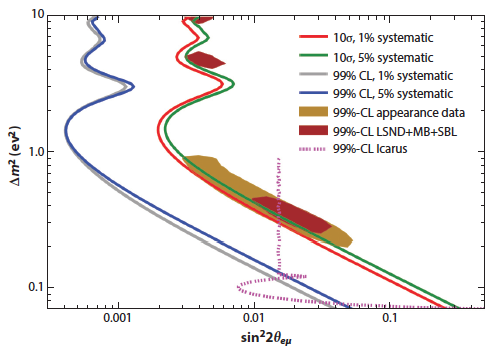 10
1.0
0.1
Δm² (eV²)
0.001
0.01
0.1
sin²2θeμ
10σ, 1% systematic
10σ, 5% systematic
99% CL, 1% systematic
99% CL, 5% systematic
99%-CL appearance data
99%-CL LSND+MB+SBL
99%-CL Icarus